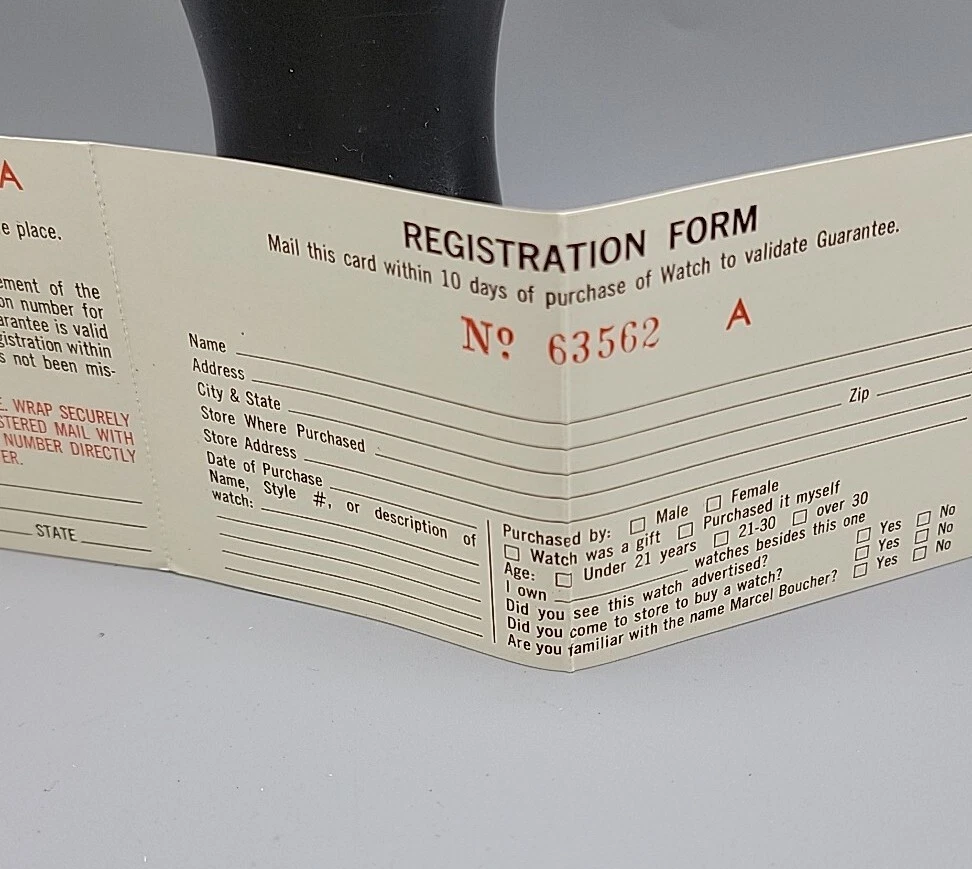 A
e place.
ement of the
on number for
arantee is valid
gistration within
s not been mis-
E. WRAP SECURELY
STERED MAIL WITH
NUMBER DIRECTLY
ER.
STATE
REGISTRATION FORM
Mail this card within 10 days of purchase of Watch to validate Guarantee.
Nº 63562 A
Name
Address
City & State Zip
Store Where Purchased
Store Address
Date of Purchase
Name, Style #, or description of
watch:
Purchased by: ☐ Male ☐ Female
☐ Watch was a gift ☐ Purchased it myself
Age: ☐ Under 21 years ☐ 21-30 ☐ over 30
I own watches besides this one
Did you see this watch advertised? ☐ Yes ☐ No
Did you come to store to buy a watch? ☐ Yes ☐ No
Are you familiar with the name Marcel Boucher? ☐ Yes ☐ No